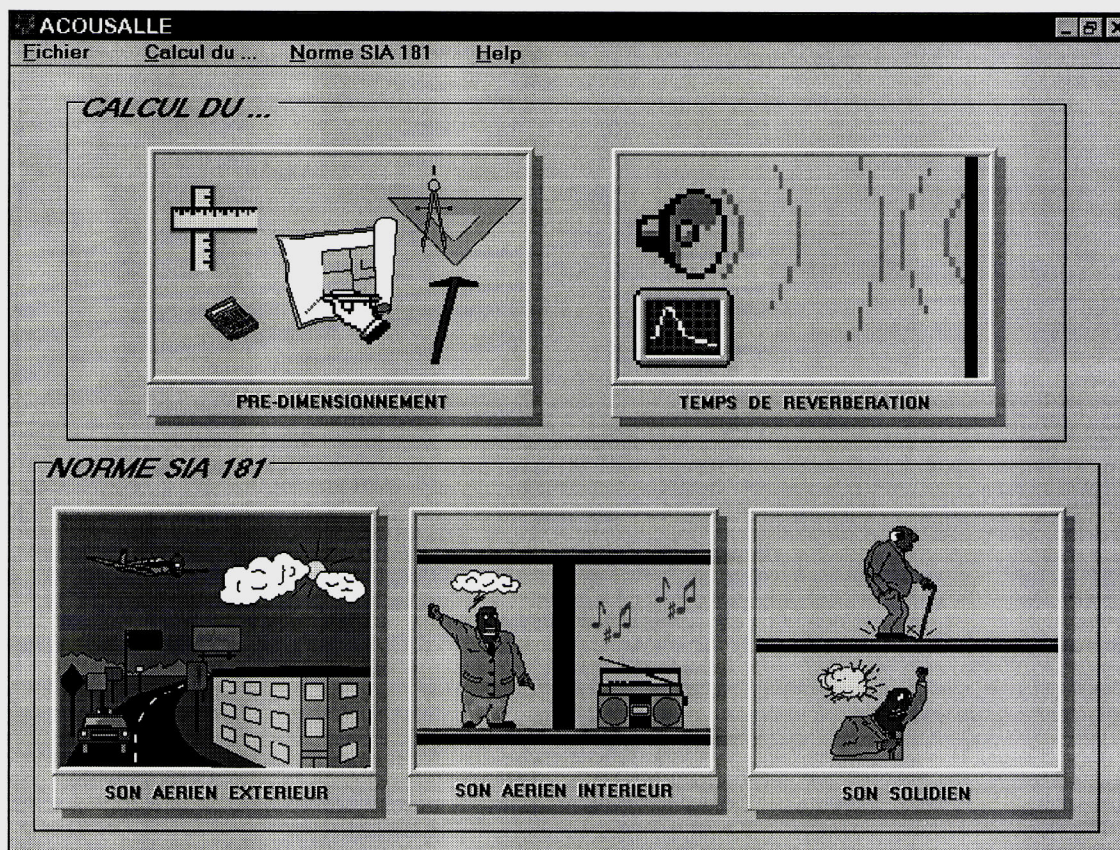 ACOUSALLE
Fichier Calcul du ... Norme SIA 181 Help
CALCUL DU ...
PRE-DIMENSIONNEMENT
TEMPS DE REVERBERATION
NORME SIA 181
SON AERIEN EXTERIEUR
SON AERIEN INTERIEUR
SON SOLIDIEN